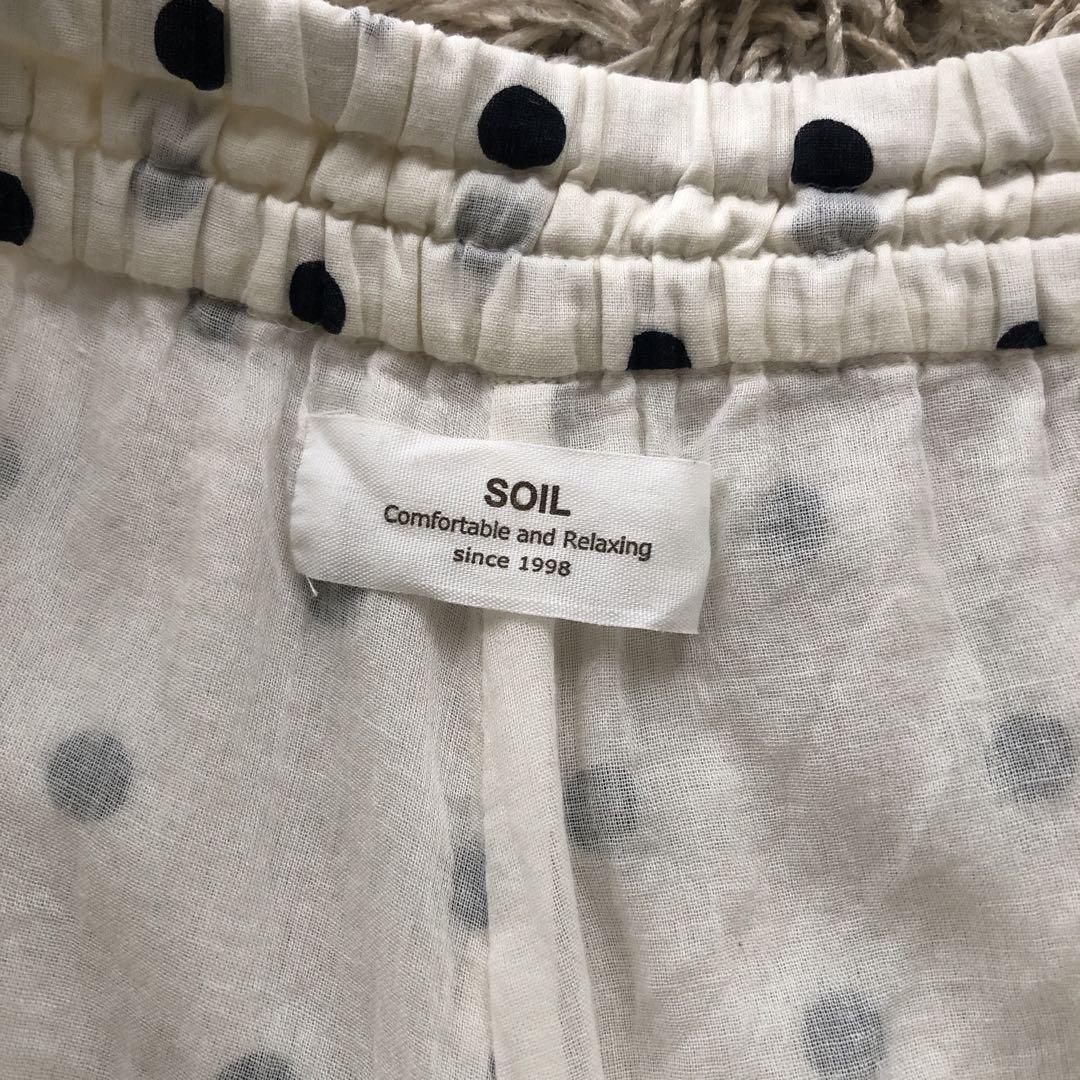 SOIL
Comfortable and Relaxing
since 1998